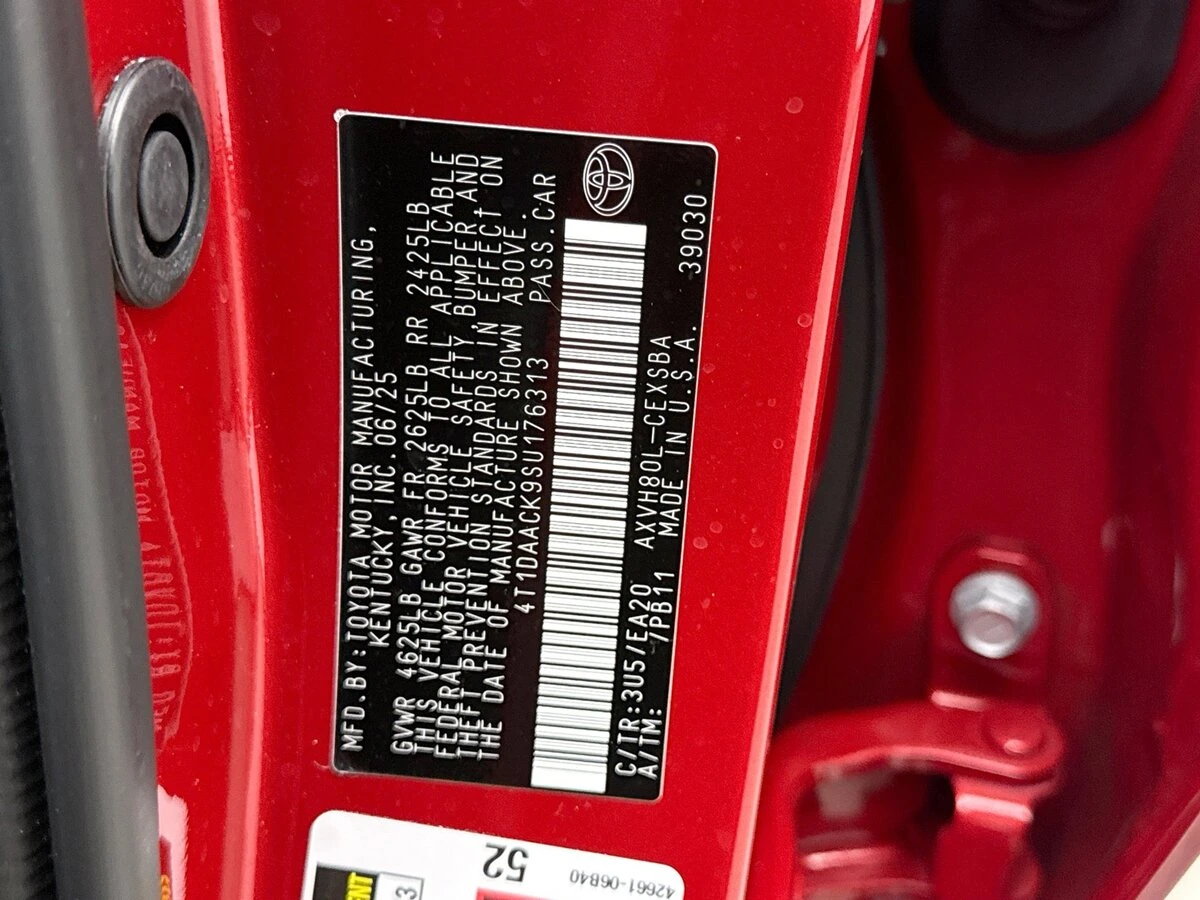 MFD.BY:TOYOTA MOTOR MANUFACTURING,
KENTUCKY, INC.06/25
GVWR 4625LB GAWR FR 2625LB RR 2425LB
THIS VEHICLE CONFORMS TO ALL APPLICABLE
FEDERAL MOTOR VEHICLE SAFETY,BUMPER,AND
THEFT PREVENTION STANDARDS IN EFFECT ON
THE DATE OF MANUFACTURE SHOWN ABOVE.
4T1DAACK9SU176313 PASS.CAR
C/TR:3U5/EA20 AXVH80L-CEXSBA
A/TM: /PB11 MADE IN U.S.A. 39030
52
42661-06B40
3